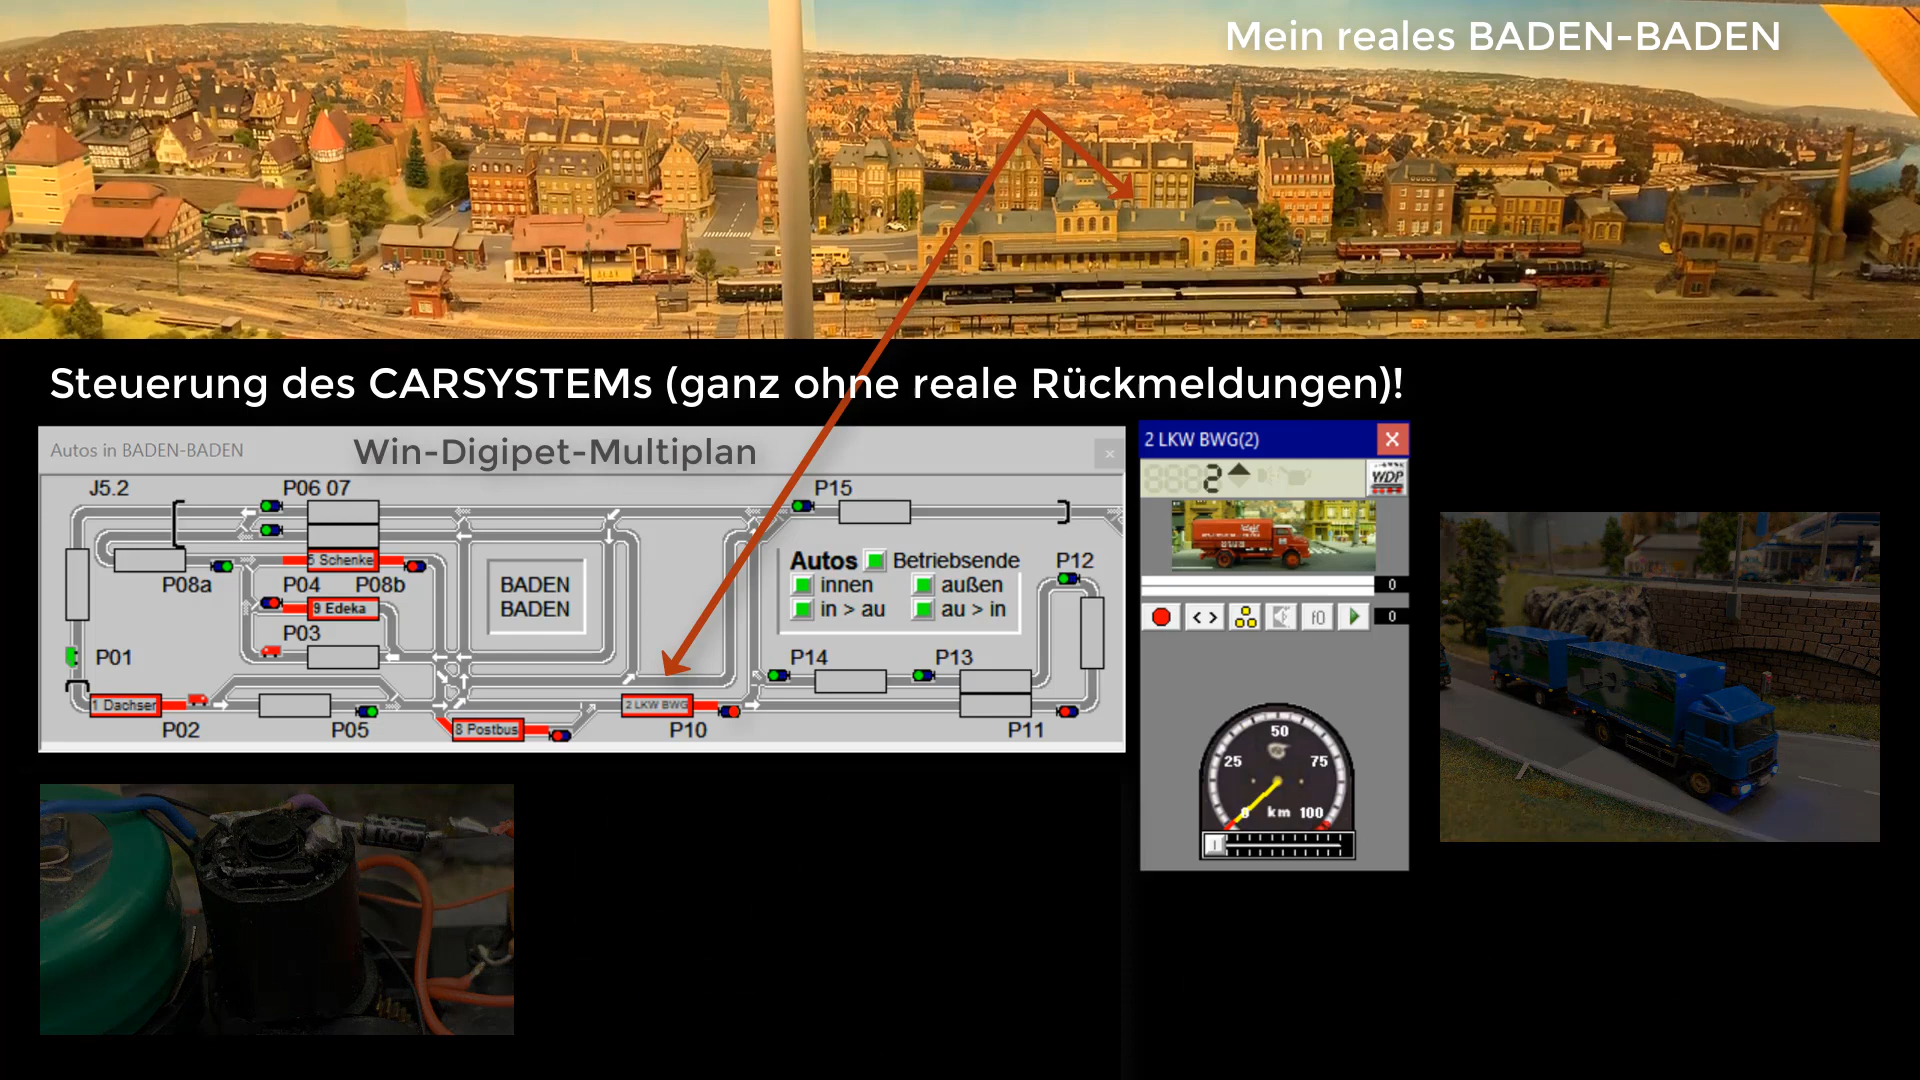 Mein reales BADEN-BADEN
Steuerung des CARSYSTEMs (ganz ohne reale Rückmeldungen)!
Autos in BADEN-BADEN
Win-Digipet-Multiplan
J5.2
P06 07
P15
5 Schenke
P08a
P04
P08b
9 Edeka
P03
BADEN
BADEN
Autos
Betriebsende
innen
außen
in > au
au > in
P12
P01
P14
P13
1 Dachser
P02
P05
8 Postbus
2 LKW BWG
P10
P11
2 LKW BWG(2)
2
WDP
0
< >
f0
0
50
25
75
0
km
100